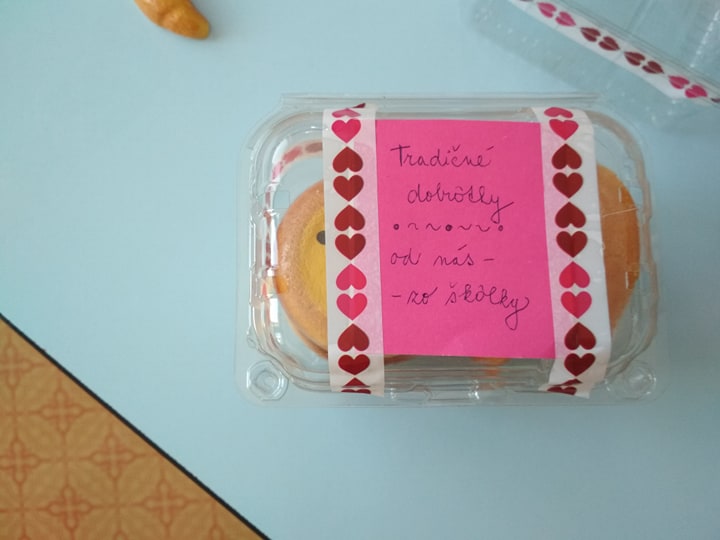 Tradičné
dobrôtky
od nás -
- zo škôlky